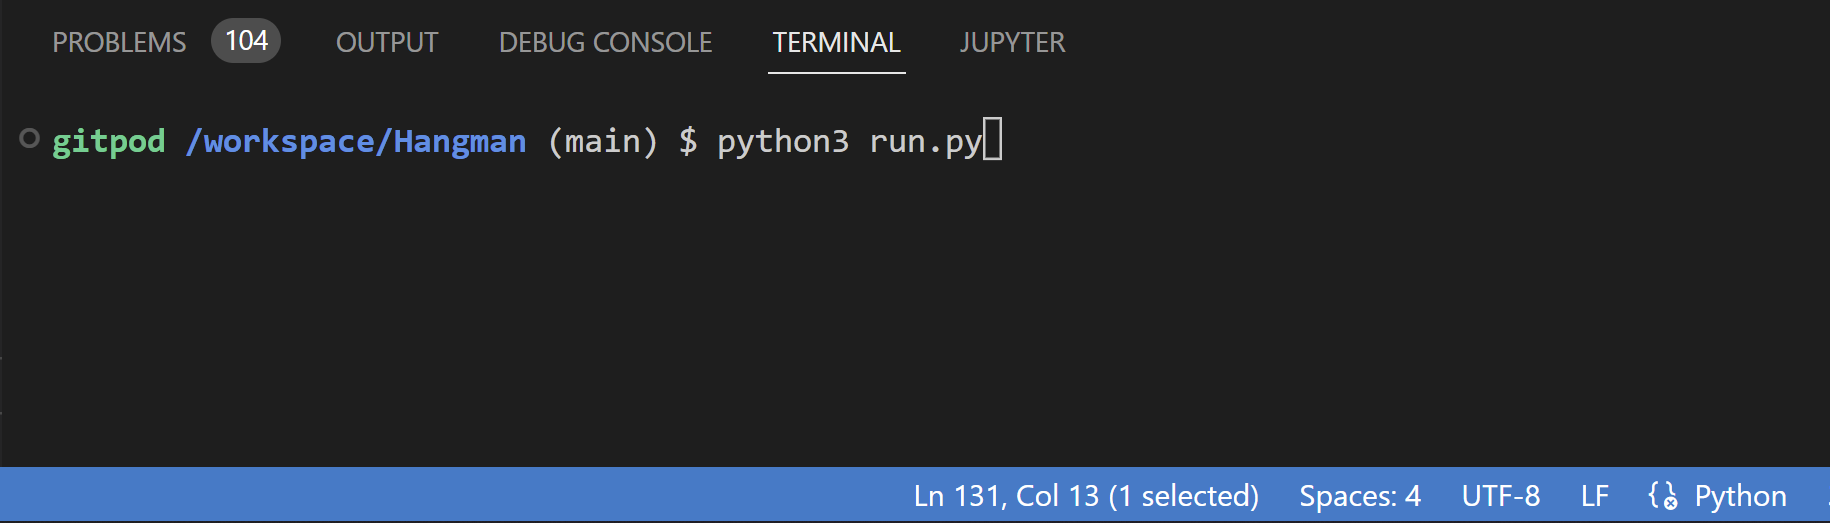 PROBLEMS 104 OUTPUT DEBUG CONSOLE TERMINAL JUPYTER
gitpod /workspace/Hangman (main) $ python3 run.py
Ln 131, Col 13 (1 selected) Spaces: 4 UTF-8 LF {} Python